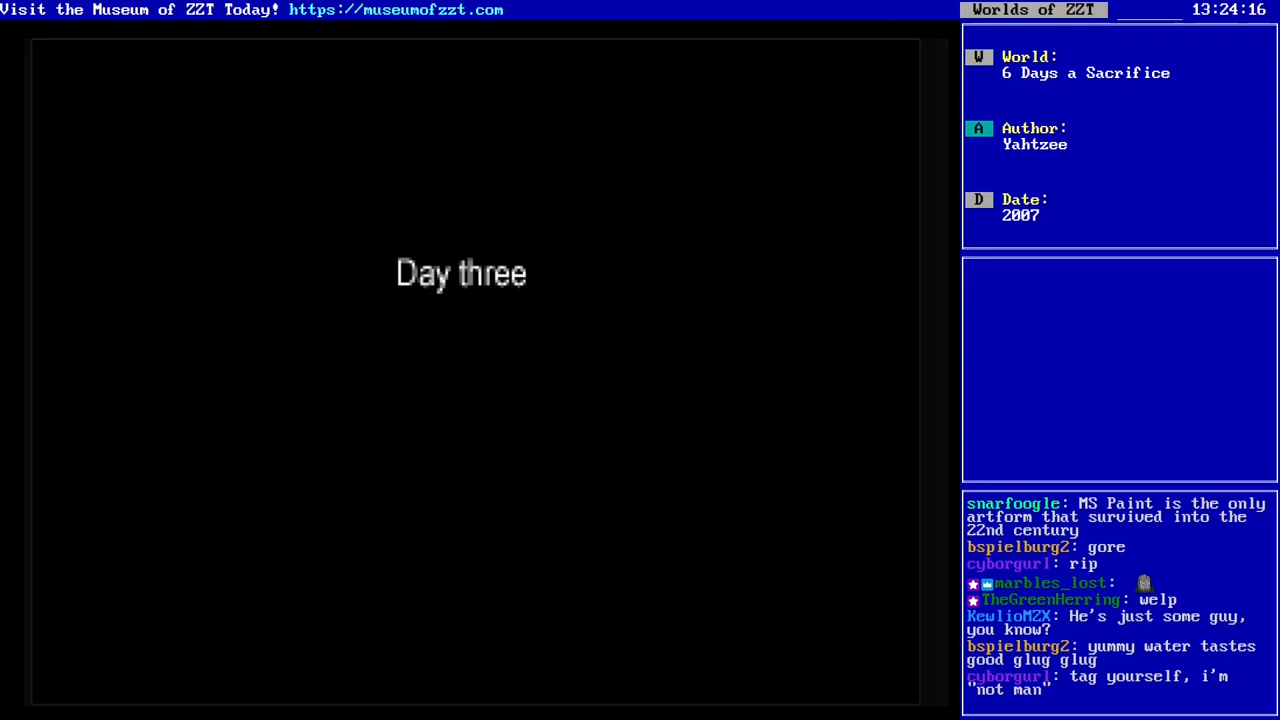 Visit the Museum of ZZT Today! https://museumofzzt.com
Worlds of ZZT
13:24:16
W World:
6 Days a Sacrifice
A Author:
Yahtzee
D Date:
2007
Day three
snarfoogle: MS Paint is the only
artform that survived into the
22nd century
bspielburg2: gore
cyborgurl: rip
marbles_lost:
TheGreenHerring: welp
KewlioMZX: He's just some guy,
you know?
bspielburg2: yummy water tastes
good glug glug
cyborgurl: tag yourself, i'm
"not man"